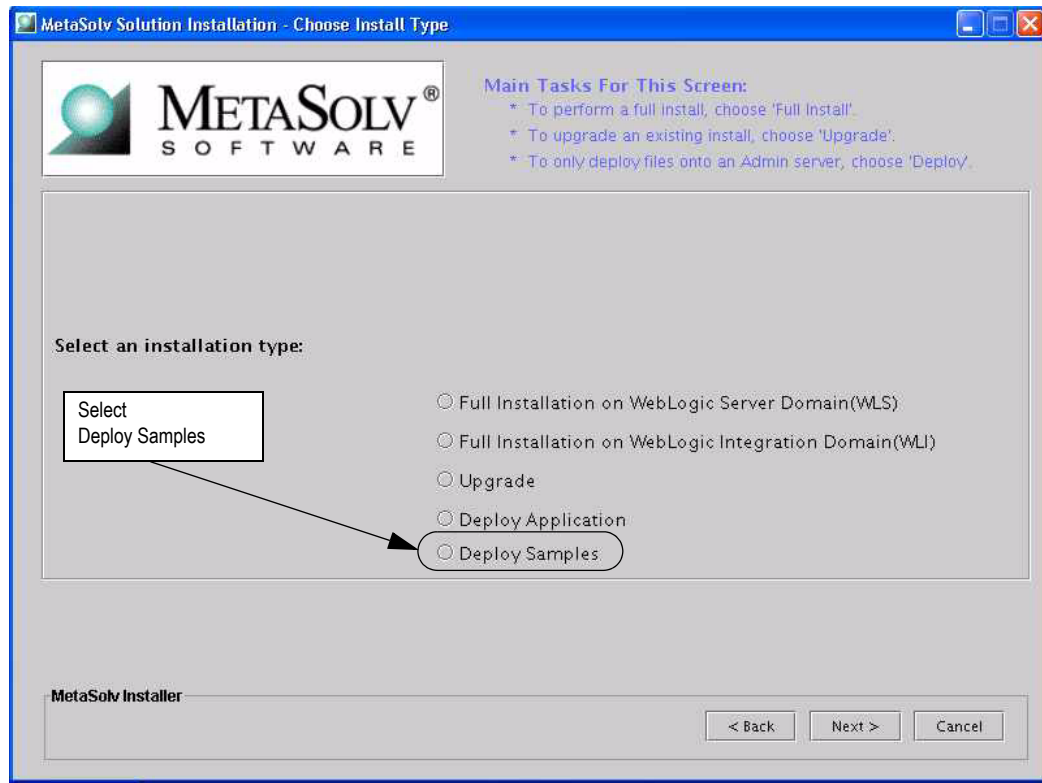 MetaSolv Solution Installation - Choose Install Type
METASOLV®
SOFTWARE
Main Tasks For This Screen:
* To perform a full install, choose 'Full Install'.
* To upgrade an existing install, choose 'Upgrade'.
* To only deploy files onto an Admin server, choose 'Deploy'.
Select an installation type:
Select
Deploy Samples
Full Installation on WebLogic Server Domain(WLS)
Full Installation on WebLogic Integration Domain(WLI)
Upgrade
Deploy Application
Deploy Samples
MetaSolv Installer
< Back
Next >
Cancel